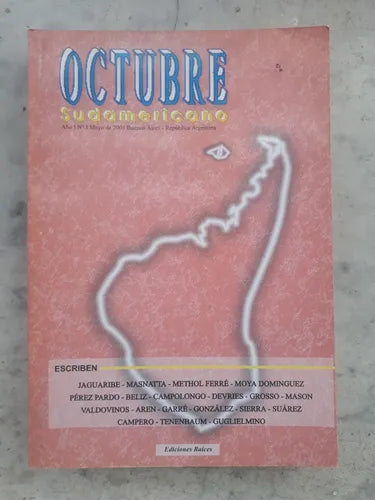 OCTUBRE
Sudamericano
Año 1 Nº 1 Mayo de 2001 Buenos Aires - República Argentina
ESCRIBEN
JAGUARIBE - MASNATTA - METHOL FERRÉ - MOYA DOMINGUEZ
PÉREZ PARDO - BELIZ - CAMPOLONGO - DEVRIES - GROSSO - MASON
VALDOVINOS - AREN - GARRÉ - GONZÁLEZ - SIERRA - SUÁREZ
CAMPERO - TENENBAUM - GUGLIELMINO
Ediciones Raíces